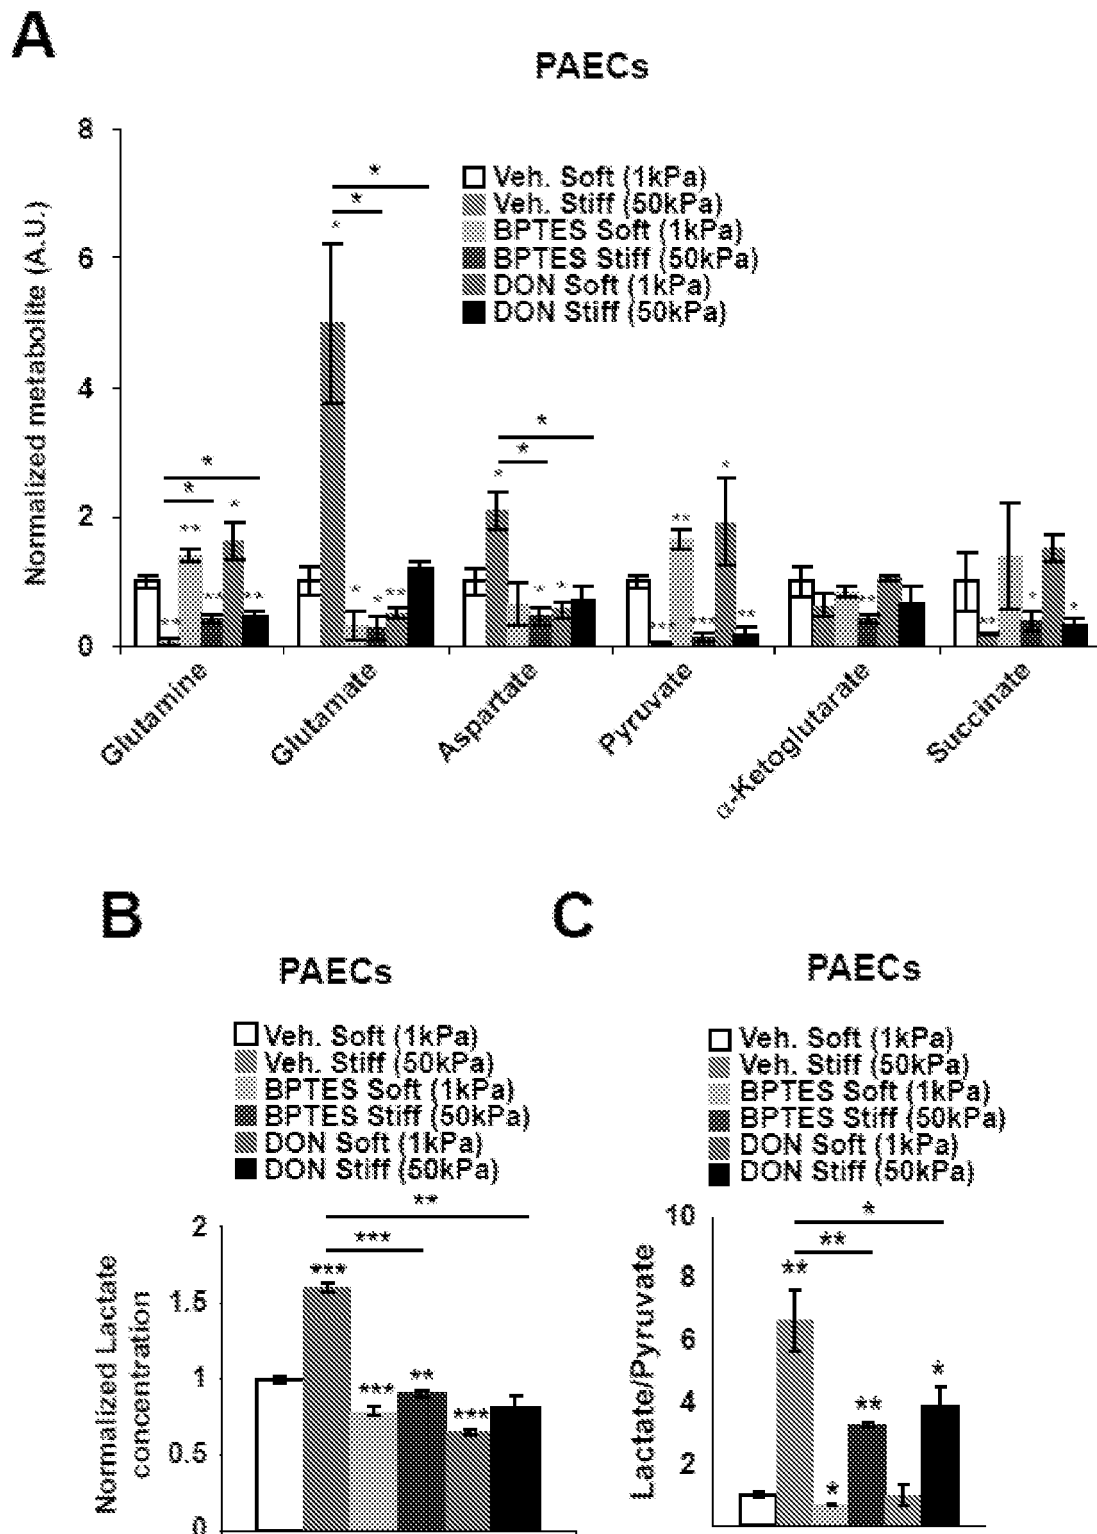 A
PAECs
Normalized metabolite (A.U.)
8
6
4
2
0
Veh. Soft (1kPa)
Veh. Stiff (50kPa)
BPTES Soft (1kPa)
BPTES Stiff (50kPa)
DON Soft (1kPa)
DON Stiff (50kPa)
*
*
*
*
*
*
*
*
*
**
*
**
*
**
**
**
*
*
**
*
*
***
***
**
**
**
*
*
Glutamine
Glutamate
Aspartate
Pyruvate
α-Ketoglutarate
Succinate
B
PAECs
Veh. Soft (1kPa)
Veh. Stiff (50kPa)
BPTES Soft (1kPa)
BPTES Stiff (50kPa)
DON Soft (1kPa)
DON Stiff (50kPa)
Normalized Lactate
concentration
2
1.5
1
0.5
0
**
***
***
***
**
***
C
PAECs
Veh. Soft (1kPa)
Veh. Stiff (50kPa)
BPTES Soft (1kPa)
BPTES Stiff (50kPa)
DON Soft (1kPa)
DON Stiff (50kPa)
Lactate/Pyruvate
10
8
6
4
2
*
**
**
*
**
*